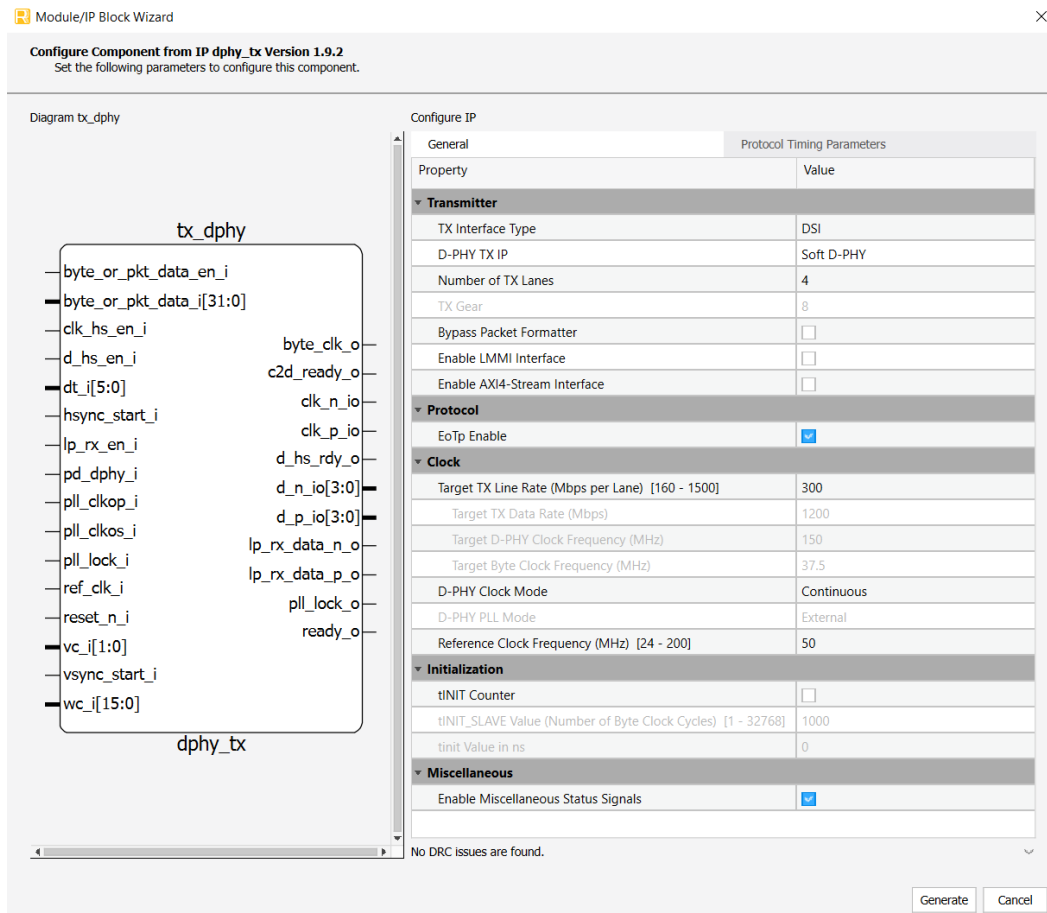 Module/IP Block Wizard
Configure Component from IP dphy_tx Version 1.9.2
Set the following parameters to configure this component.
Diagram tx_dphy
tx_dphy
byte_or_pkt_data_en_i
byte_or_pkt_data_i[31:0]
clk_hs_en_i
d_hs_en_i
dt_i[5:0]
hsync_start_i
lp_rx_en_i
pd_dphy_i
pll_clkop_i
pll_clkos_i
pll_lock_i
ref_clk_i
reset_n_i
vc_i[1:0]
vsync_start_i
wc_i[15:0]
byte_clk_o
c2d_ready_o
clk_n_io
clk_p_io
d_hs_rdy_o
d_n_io[3:0]
d_p_io[3:0]
lp_rx_data_n_o
lp_rx_data_p_o
pll_lock_o
ready_o
dphy_tx
Configure IP
General Protocol Timing Parameters
Property Value
Transmitter
TX Interface Type DSI
D-PHY TX IP Soft D-PHY
Number of TX Lanes 4
TX Gear 8
Bypass Packet Formatter
Enable LMMI Interface
Enable AXI4-Stream Interface
Protocol
EoTp Enable
Clock
Target TX Line Rate (Mbps per Lane) [160 - 1500] 300
Target TX Data Rate (Mbps) 1200
Target D-PHY Clock Frequency (MHz) 150
Target Byte Clock Frequency (MHz) 37.5
D-PHY Clock Mode Continuous
D-PHY PLL Mode External
Reference Clock Frequency (MHz) [24 - 200] 50
Initialization
tINIT Counter
tINIT_SLAVE Value (Number of Byte Clock Cycles) [1 - 32768] 1000
tinit Value in ns 0
Miscellaneous
Enable Miscellaneous Status Signals
No DRC issues are found.
Generate Cancel